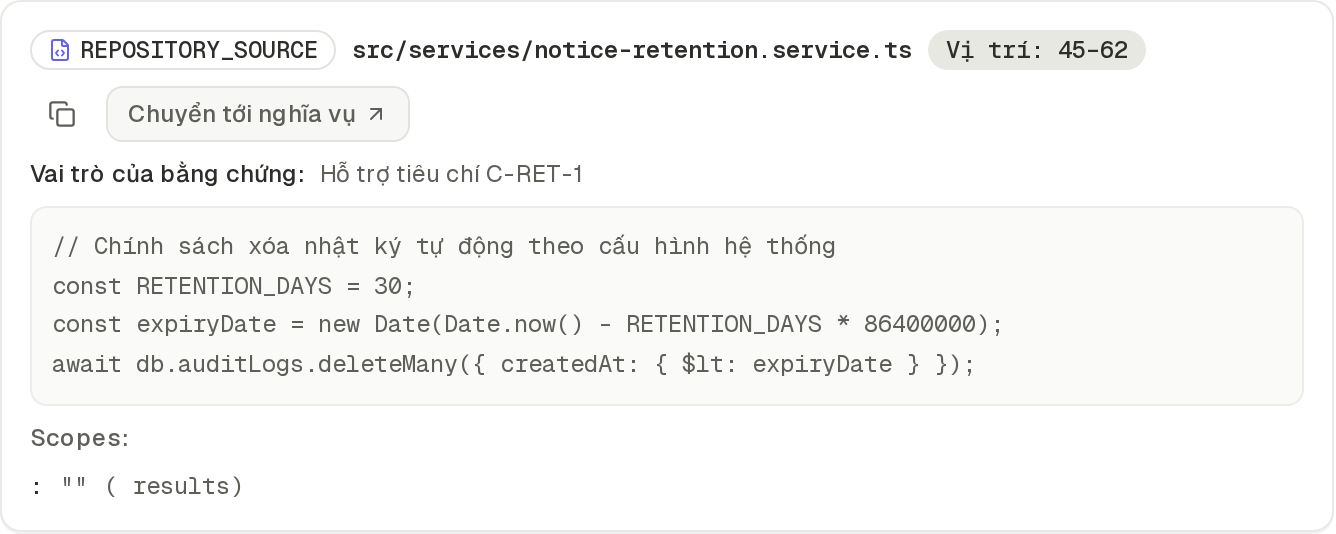 REPOSITORY_SOURCE src/services/notice-retention.service.ts Vị trí: 45-62
Chuyển tới nghĩa vụ ↗
Vai trò của bằng chứng: Hỗ trợ tiêu chí C-RET-1
// Chính sách xóa nhật ký tự động theo cấu hình hệ thống
const RETENTION_DAYS = 30;
const expiryDate = new Date(Date.now() - RETENTION_DAYS * 86400000);
await db.auditLogs.deleteMany({ createdAt: { $lt: expiryDate } });
Scopes:
: "" ( results)